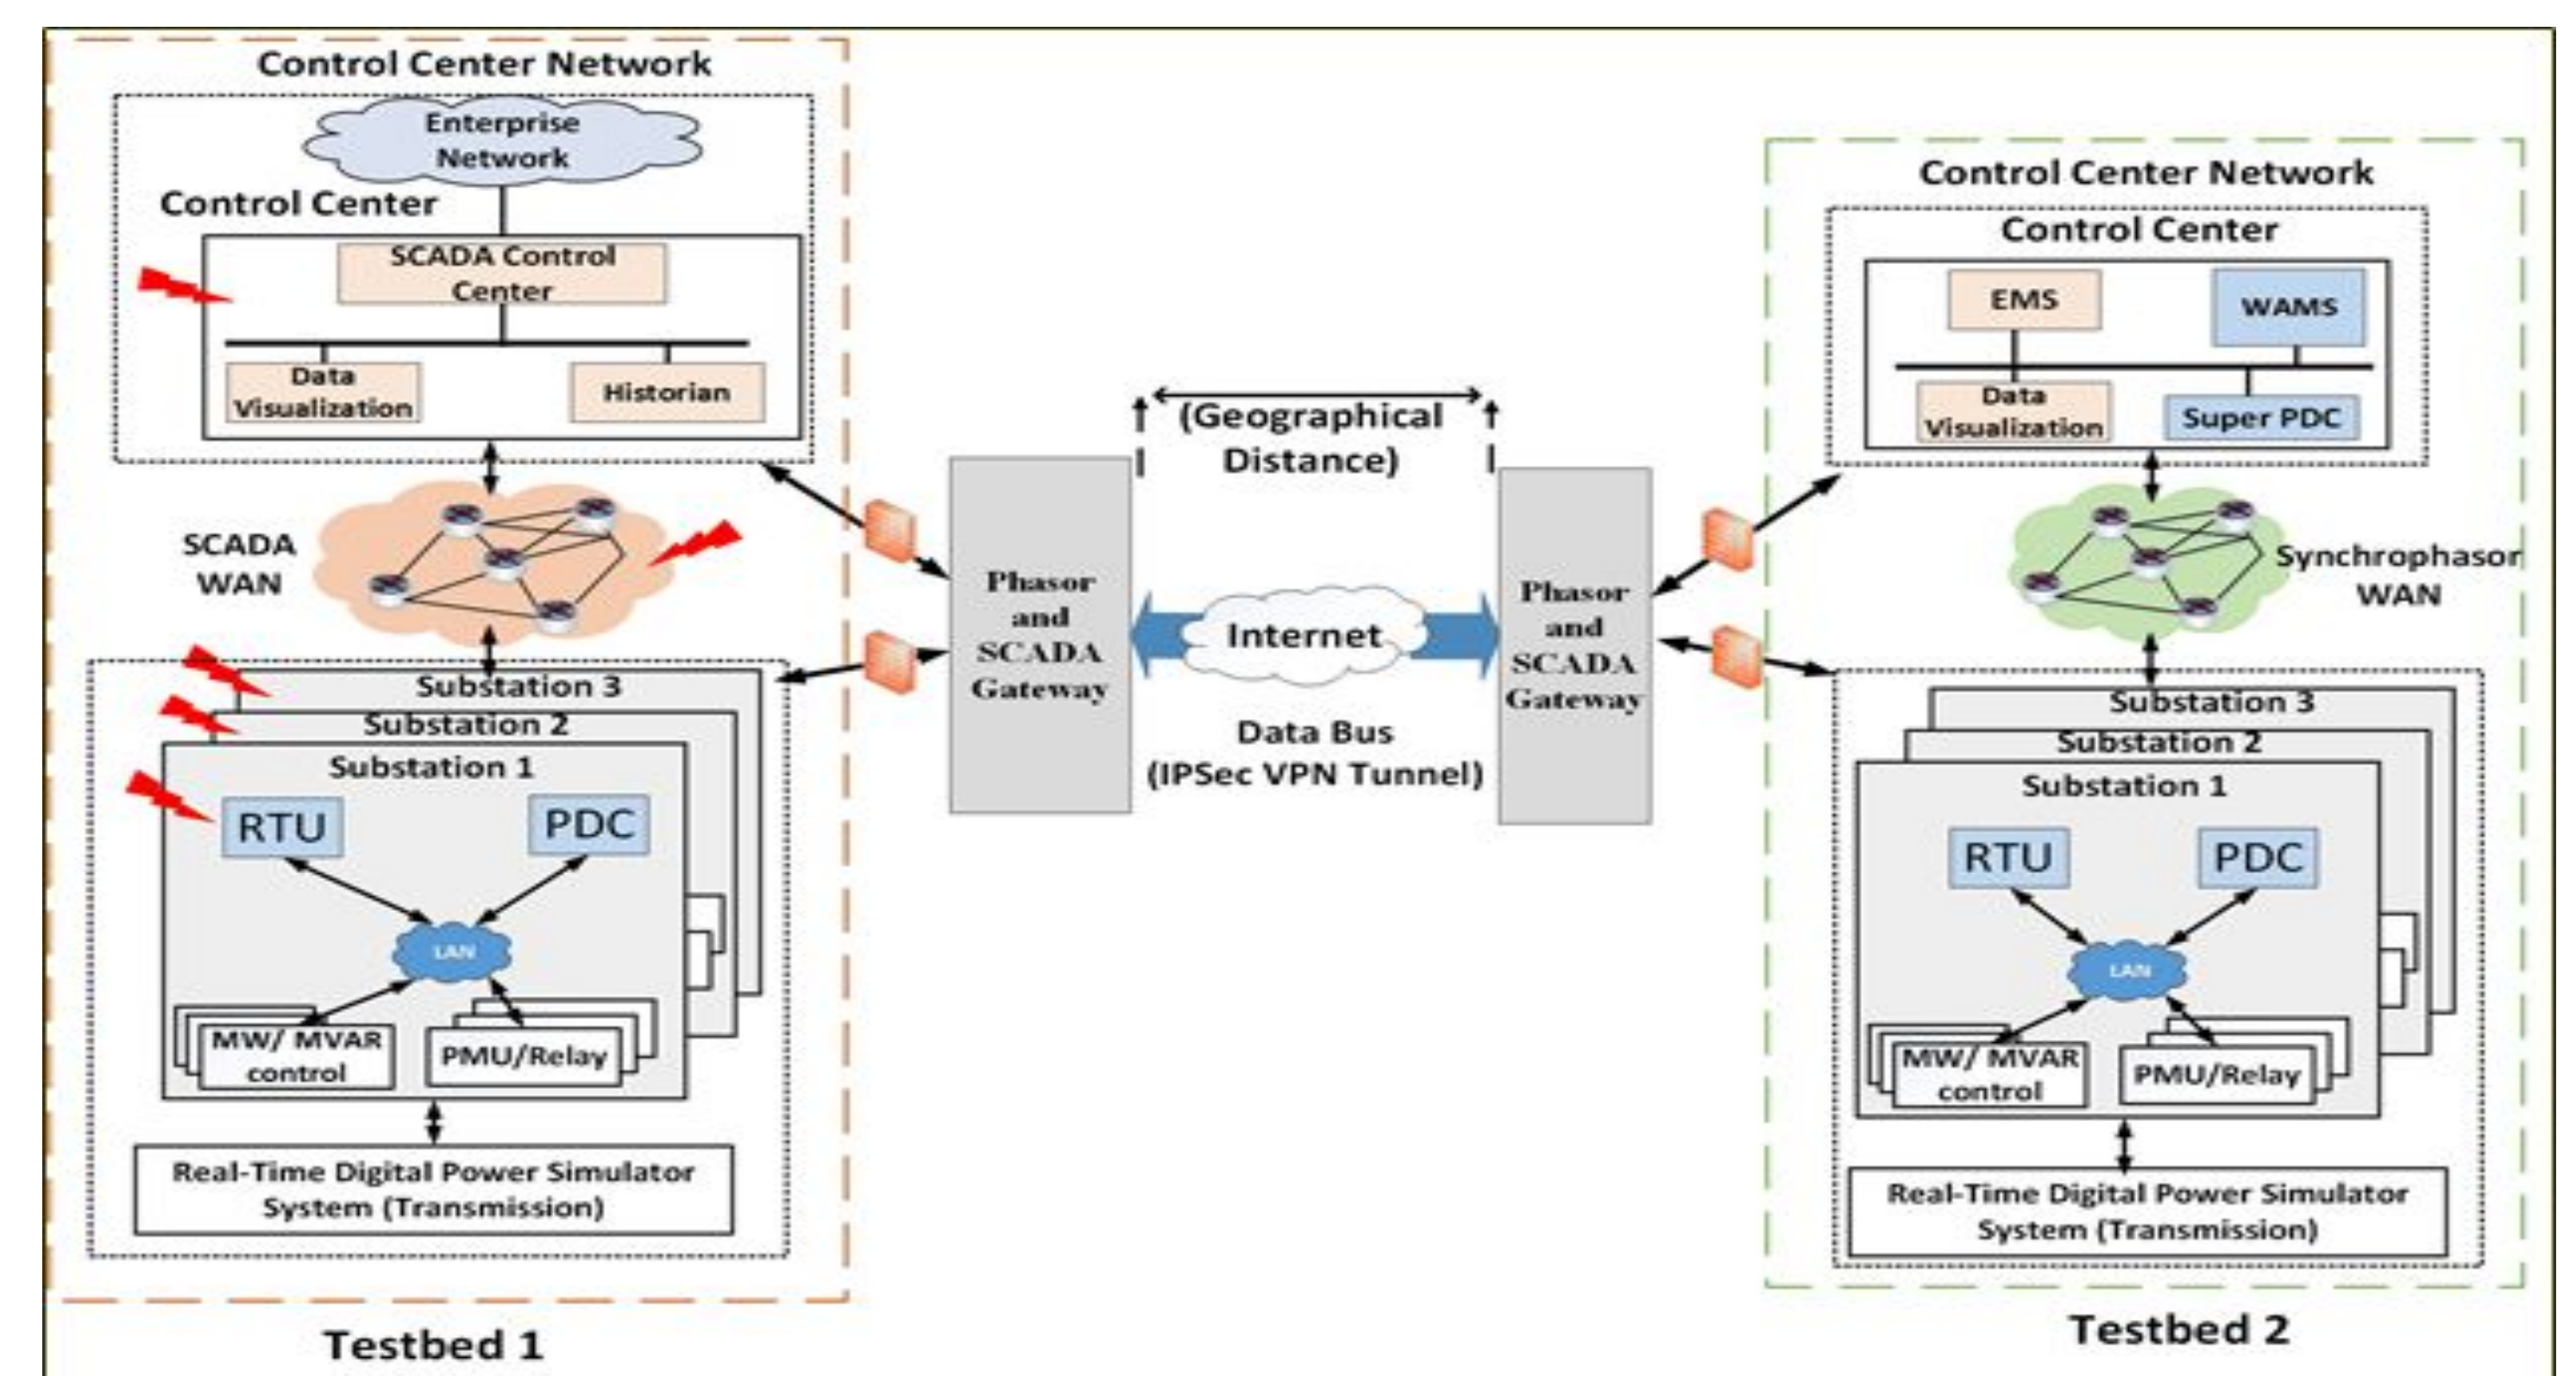 Control Center Network
Enterprise
Network
Control Center
SCADA Control
Center
Data
Visualization
Historian
SCADA
WAN
Substation 3
Substation 2
Substation 1
RTU
PDC
LAN
MW/ MVAR
control
PMU/Relay
Real-Time Digital Power Simulator
System (Transmission)
Testbed 1
Phasor
and
SCADA
Gateway
(Geographical
Distance)
Internet
Data Bus
(IPSec VPN Tunnel)
Phasor
and
SCADA
Gateway
Control Center Network
Control Center
EMS
WAMS
Data
Visualization
Super PDC
Synchrophasor
WAN
Substation 3
Substation 2
Substation 1
RTU
PDC
LAN
MW/ MVAR
control
PMU/Relay
Real-Time Digital Power Simulator
System (Transmission)
Testbed 2